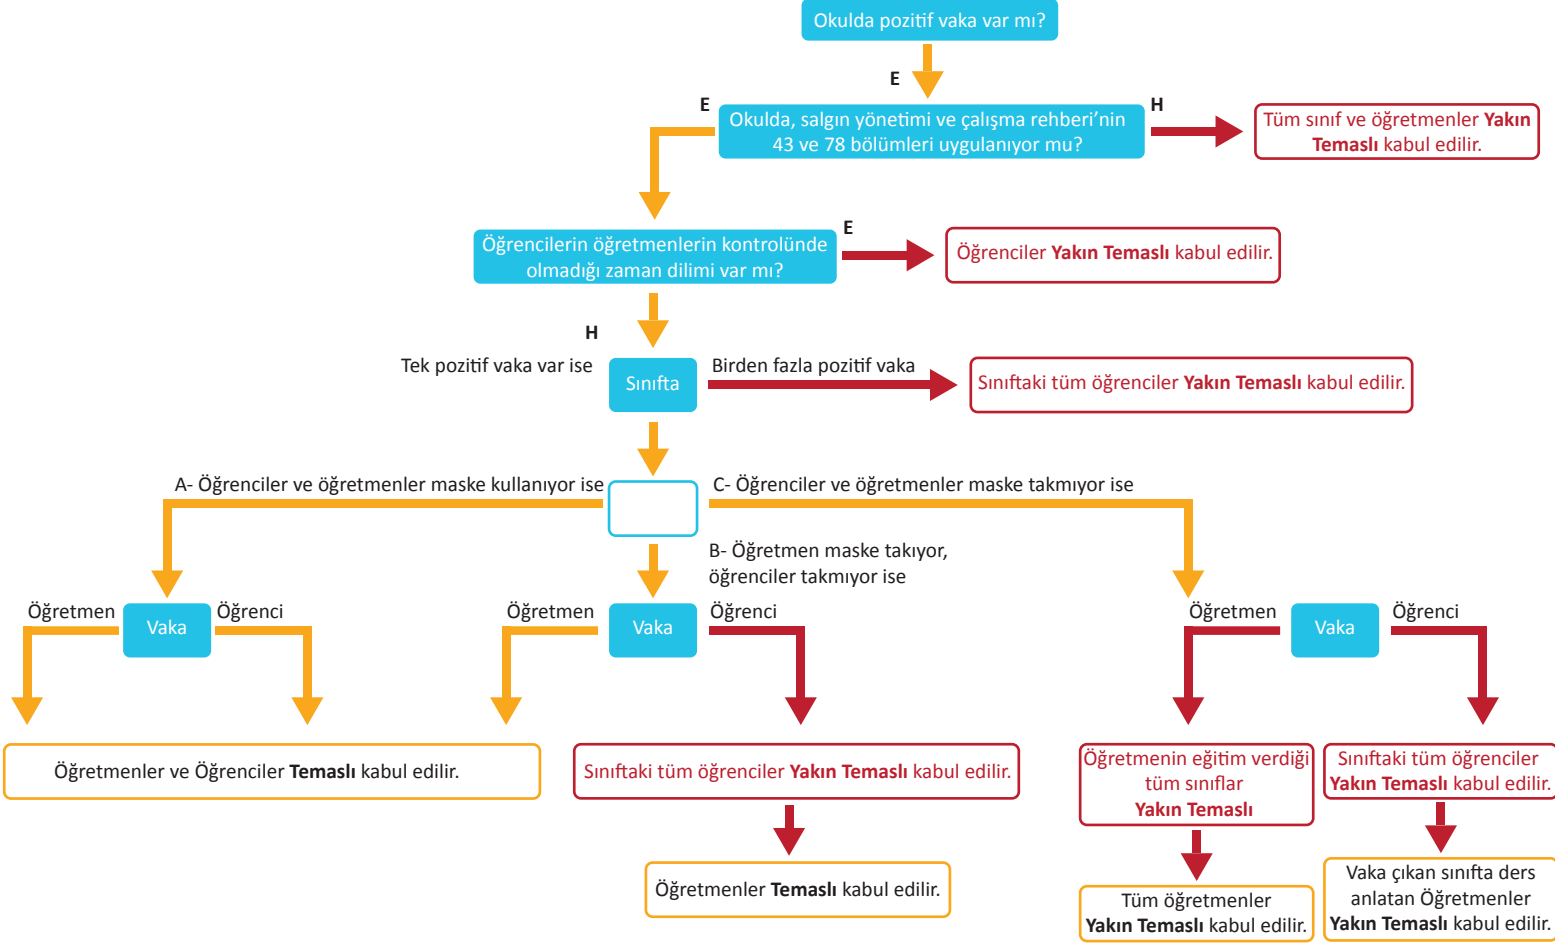 Okulda pozitif vaka var mı?
E
E
H
Okulda, salgın yönetimi ve çalışma rehberi’nin
43 ve 78 bölümleri uygulanıyor mu?
Tüm sınıf ve öğretmenler Yakın
Temaslı kabul edilir.
Öğrencilerin öğretmenlerin kontrolünde
olmadığı zaman dilimi var mı?
E
Öğrenciler Yakın Temaslı kabul edilir.
H
Tek pozitif vaka var ise
Sınıfta
Birden fazla pozitif vaka
Sınıftaki tüm öğrenciler Yakın Temaslı kabul edilir.
A- Öğrenciler ve öğretmenler maske kullanıyor ise
C- Öğrenciler ve öğretmenler maske takmıyor ise
B- Öğretmen maske takıyor,
öğrenciler takmıyor ise
Öğretmen
Vaka
Öğrenci
Öğretmen
Vaka
Öğrenci
Öğretmen
Vaka
Öğrenci
Öğretmenler ve Öğrenciler Temaslı kabul edilir.
Sınıftaki tüm öğrenciler Yakın Temaslı kabul edilir.
Öğretmenin eğitim verdiği
tüm sınıflar
Yakın Temaslı
Sınıftaki tüm öğrenciler
Yakın Temaslı kabul edilir.
Öğretmenler Temaslı kabul edilir.
Tüm öğretmenler
Yakın Temaslı kabul edilir.
Vaka çıkan sınıfta ders
anlatan Öğretmenler
Yakın Temaslı kabul edilir.